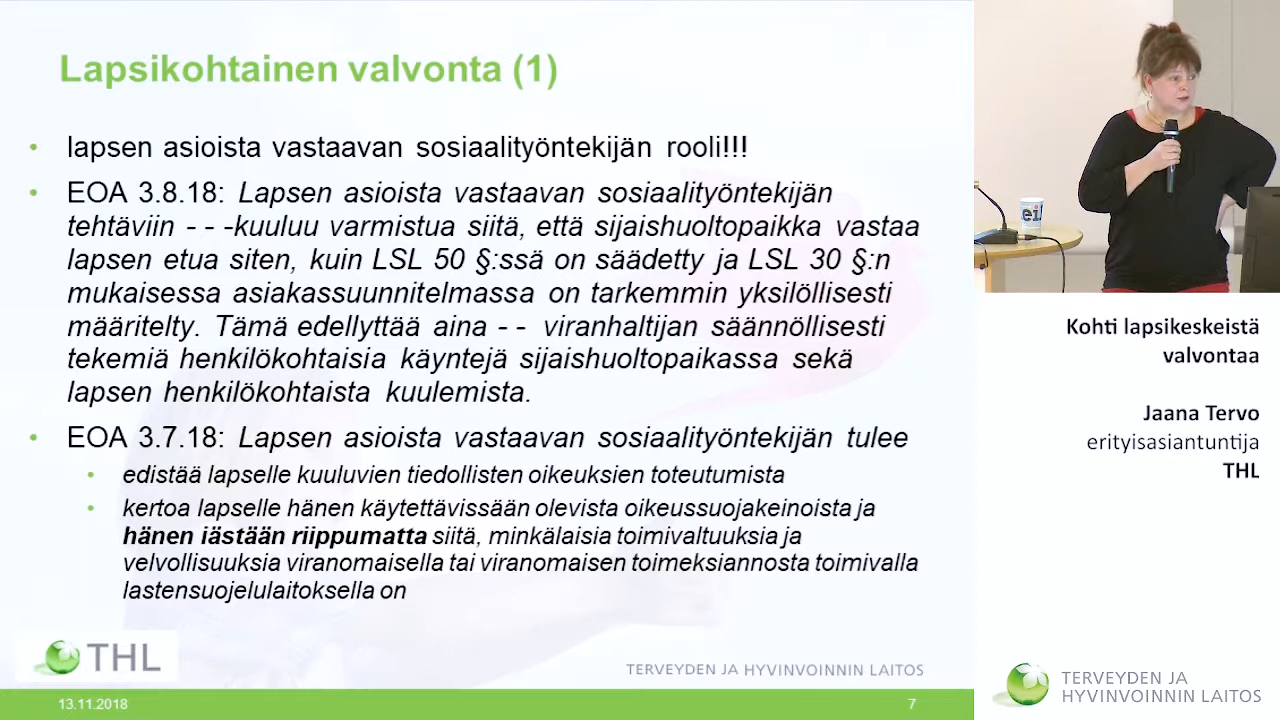 Lapsikohtainen valvonta (1)
• lapsen asioista vastaavan sosiaalityöntekijän rooli!!!
• EOA 3.8.18: Lapsen asioista vastaavan sosiaalityöntekijän
tehtäviin - - -kuuluu varmistua siitä, että sijaishuoltopaikka vastaa
lapsen etua siten, kuin LSL 50 §:ssä on säädetty ja LSL 30 §:n
mukaisessa asiakassuunnitelmassa on tarkemmin yksilöllisesti
määritelty. Tämä edellyttää aina - - viranhaltijan säännöllisesti
tekemiä henkilökohtaisia käyntejä sijaishuoltopaikassa sekä
lapsen henkilökohtaista kuulemista.
• EOA 3.7.18: Lapsen asioista vastaavan sosiaalityöntekijän tulee
• edistää lapselle kuuluvien tiedollisten oikeuksien toteutumista
• kertoa lapselle hänen käytettävissään olevista oikeussuojakeinoista ja
hänen iästään riippumatta siitä, minkälaisia toimivaltuuksia ja
velvollisuuksia viranomaisella tai viranomaisen toimeksiannosta toimivalla
lastensuojelulaitoksella on
THL
TERVEYDEN JA HYVINVOINNIN LAITOS
13.11.2018
7
ei
Kohti lapsikeskeistä
valvontaa
Jaana Tervo
erityisasiantuntija
THL
TERVEYDEN JA
HYVINVOINNIN LAITOS